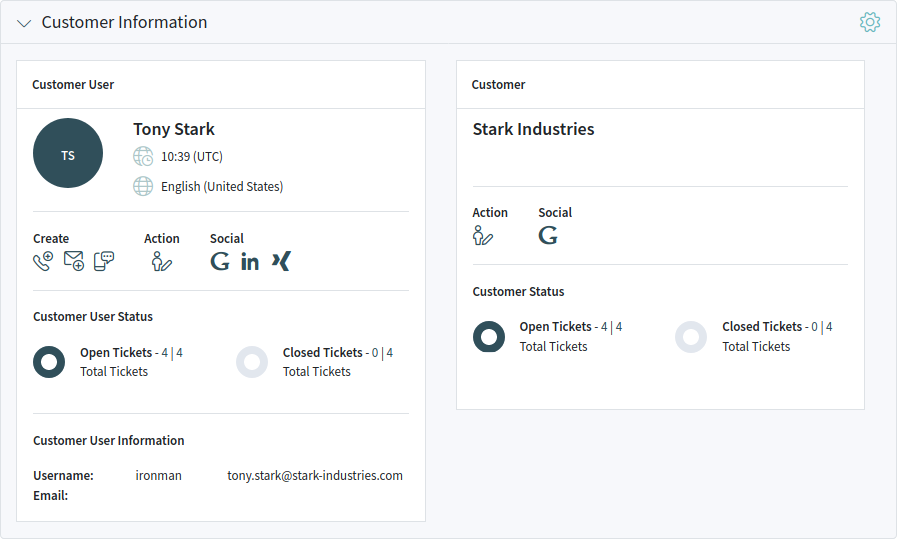 Customer Information
Customer User
TS
Tony Stark
10:39 (UTC)
English (United States)
Create
Action
Social
G in
Customer User Status
Open Tickets - 4 | 4
Total Tickets
Closed Tickets - 0 | 4
Total Tickets
Customer User Information
Username: ironman tony.stark@stark-industries.com
Email:
Customer
Stark Industries
Action
Social
G
Customer Status
Open Tickets - 4 | 4
Total Tickets
Closed Tickets - 0 | 4
Total Tickets